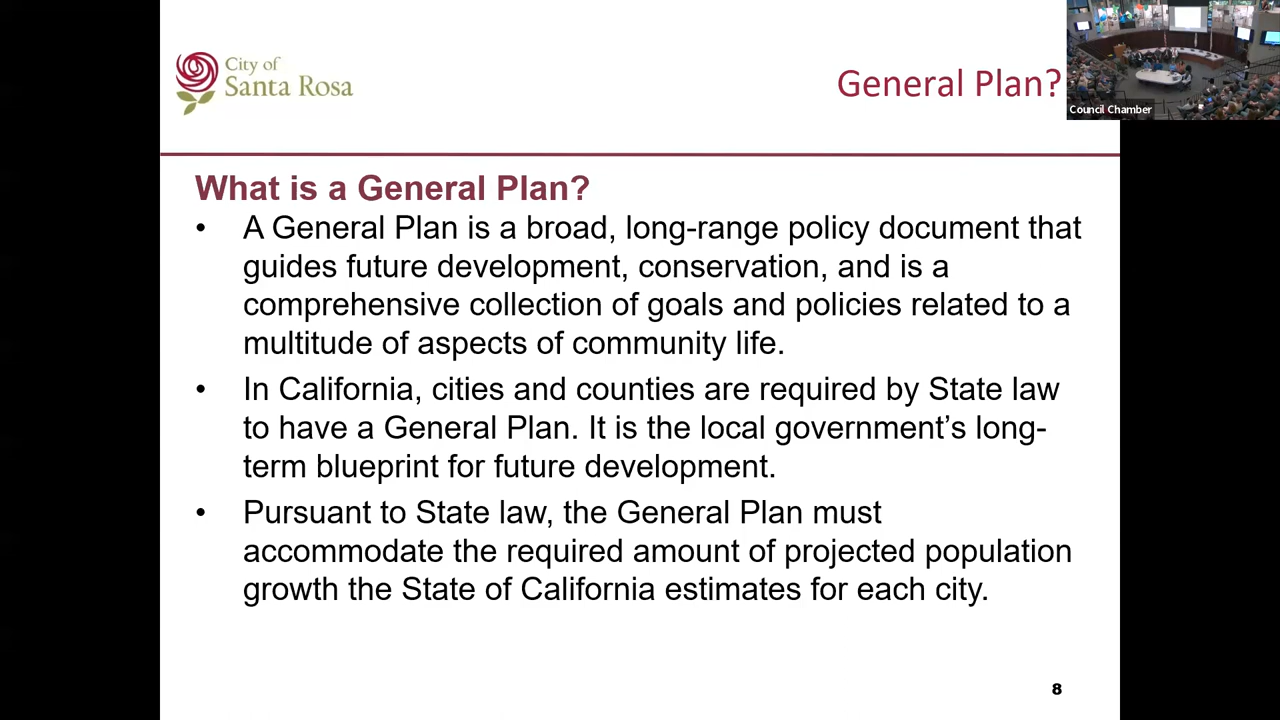 City of
Santa Rosa
General Plan?
Council Chamber
What is a General Plan?
• A General Plan is a broad, long-range policy document that
guides future development, conservation, and is a
comprehensive collection of goals and policies related to a
multitude of aspects of community life.
• In California, cities and counties are required by State law
to have a General Plan. It is the local government’s long-
term blueprint for future development.
• Pursuant to State law, the General Plan must
accommodate the required amount of projected population
growth the State of California estimates for each city.
8